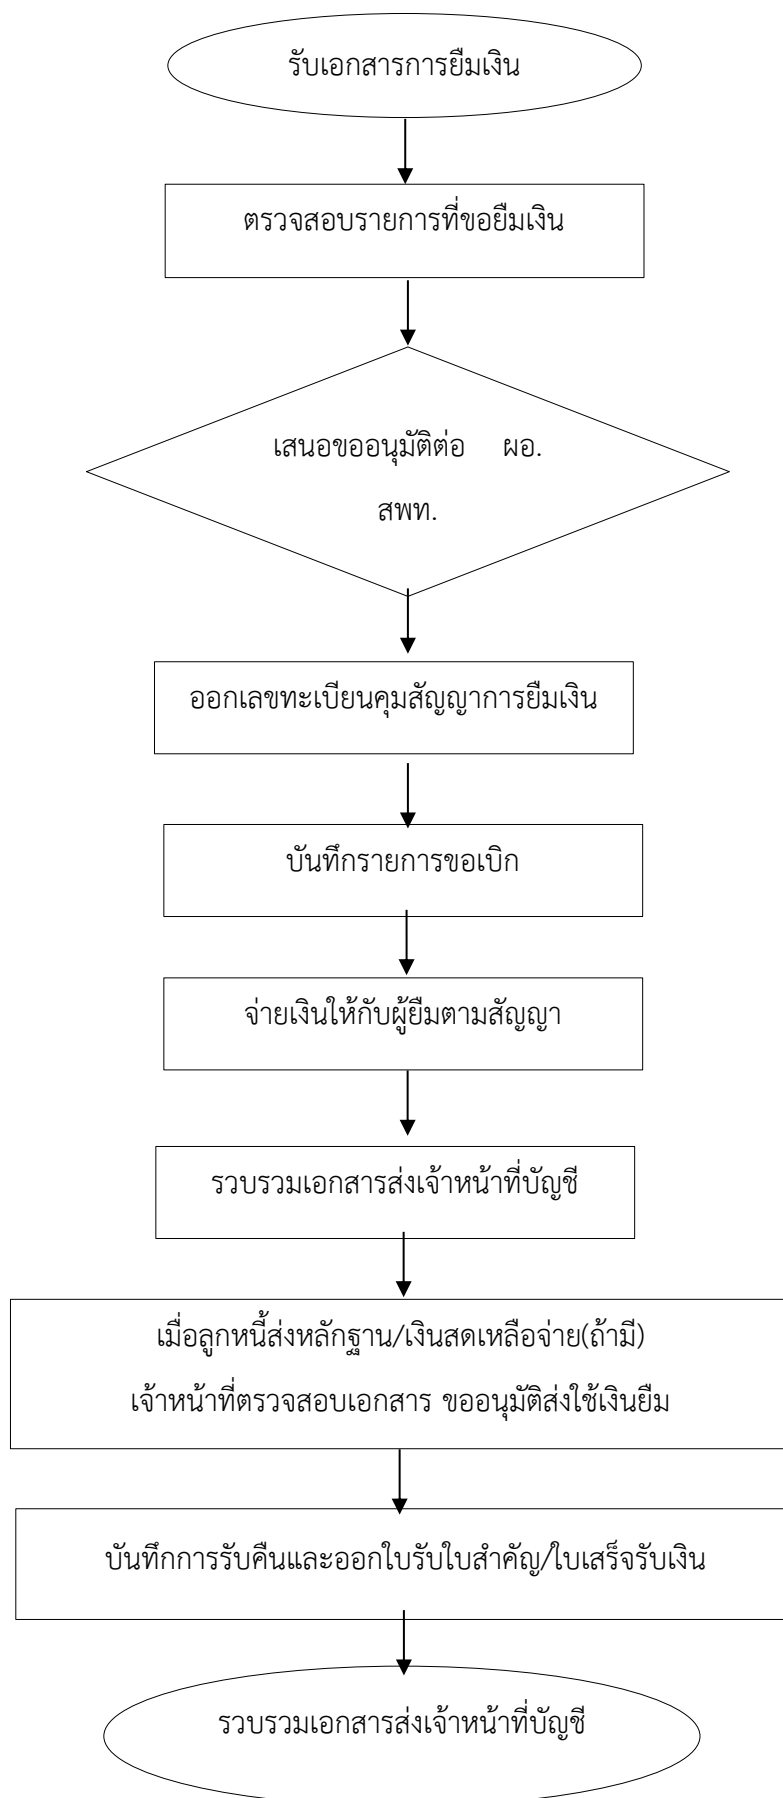 รับเอกสารการยืมเงิน
ตรวจสอบรายการที่ขอยืมเงิน
เสนอขออนุมัติต่อ ผอ.
สพท.
ออกเลขทะเบียนคุมสัญญาการยืมเงิน
บันทึกรายการขอเบิก
จ่ายเงินให้กับผู้ยืมตามสัญญา
รวบรวมเอกสารส่งเจ้าหน้าที่บัญชี
เมื่อลูกหนี้ส่งหลักฐาน/เงินสดเหลือจ่าย(ถ้ามี)
เจ้าหน้าที่ตรวจสอบเอกสาร ขออนุมัติส่งใช้เงินยืม
บันทึกการรับคืนและออกใบรับใบสำคัญ/ใบเสร็จรับเงิน
รวบรวมเอกสารส่งเจ้าหน้าที่บัญชี